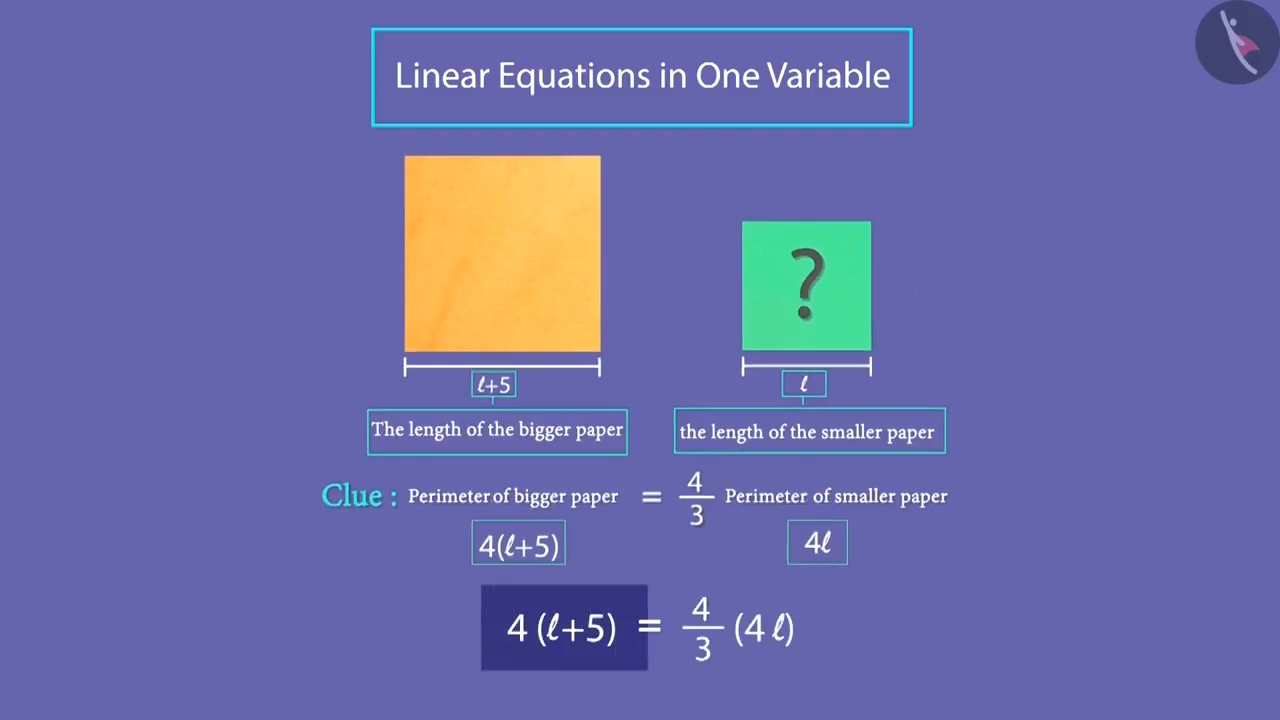 Linear Equations in One Variable
?
ℓ+5
ℓ
The length of the bigger paper
the length of the smaller paper
Clue : Perimeter of bigger paper = 4/3 Perimeter of smaller paper
4(ℓ+5)
4ℓ
4 (ℓ+5) = 4/3 (4 ℓ)